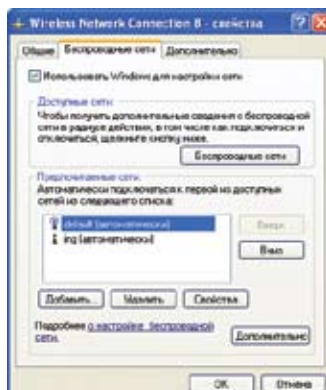 Wireless Network Connection 8 - свойства
Общие Беспроводные сети Дополнительно
Использовать Windows для настройки сети
Доступные сети:
Чтобы получить дополнительные сведения о беспроводной
сети в радиусе действия, в том числе как подключиться и
отключиться, щелкните кнопку ниже.
Беспроводные сети
Предпочитаемые сети:
Автоматически подключаться к первой из доступных
сетей из следующего списка:
default (автоматически)
ing (автоматически)
Вверх
Вниз
Добавить... Удалить Свойства
Подробнее о настройке беспроводной
сети.
Дополнительно
OK Отмена